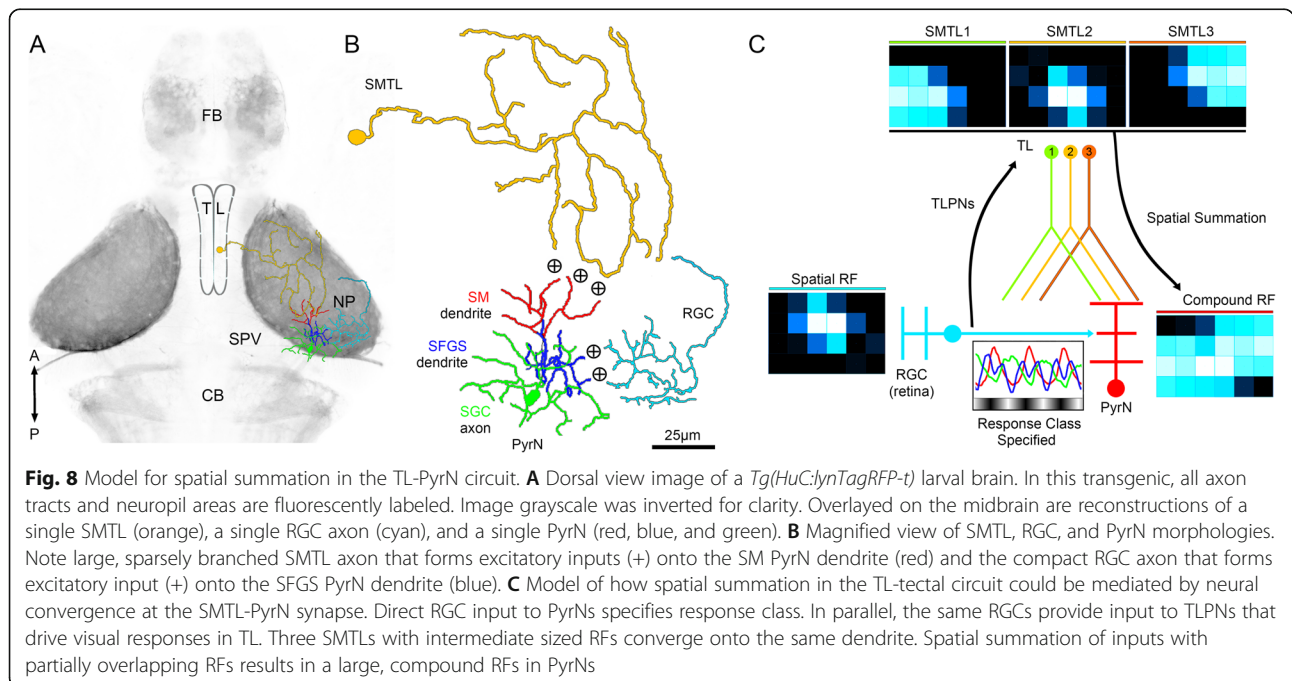 A
FB
T L
NP
SPV
A
CB
P
B
SMTL
SM
dendrite
RGC
SFGS
dendrite
SGC
axon
PyrN
25µm
C
SMTL1 SMTL2 SMTL3
TL 1 2 3
TLPNs
Spatial Summation
Spatial RF
Compound RF
RGC
(retina)
PyrN
Response Class
Specified
Fig. 8 Model for spatial summation in the TL-PyrN circuit. A Dorsal view image of a Tg(HuC:lynTagRFP-t) larval brain. In this transgenic, all axon
tracts and neuropil areas are fluorescently labeled. Image grayscale was inverted for clarity. Overlayed on the midbrain are reconstructions of a
single SMTL (orange), a single RGC axon (cyan), and a single PyrN (red, blue, and green). B Magnified view of SMTL, RGC, and PyrN morphologies.
Note large, sparsely branched SMTL axon that forms excitatory inputs (+) onto the SM PyrN dendrite (red) and the compact RGC axon that forms
excitatory input (+) onto the SFGS PyrN dendrite (blue). C Model of how spatial summation in the TL-tectal circuit could be mediated by neural
convergence at the SMTL-PyrN synapse. Direct RGC input to PyrNs specifies response class. In parallel, the same RGCs provide input to TLPNs that
drive visual responses in TL. Three SMTLs with intermediate sized RFs converge onto the same dendrite. Spatial summation of inputs with
partially overlapping RFs results in a large, compound RFs in PyrNs